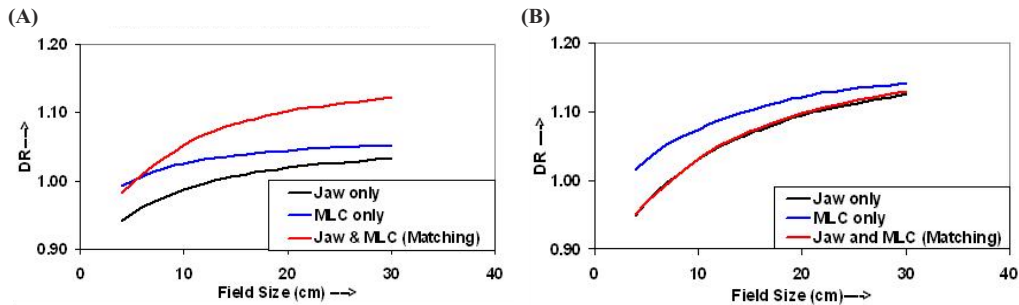 (A)
1.20
1.10
1.00
0.90
DR--->
0 10 20 30 40
Field Size (cm) --->
Jaw only
MLC only
Jaw & MLC (Matching)
(B)
1.20
1.10
1.00
0.90
DR --->
0 10 20 30 40
Field Size (cm) --->
Jaw only
MLC only
Jaw and MLC (Matching)